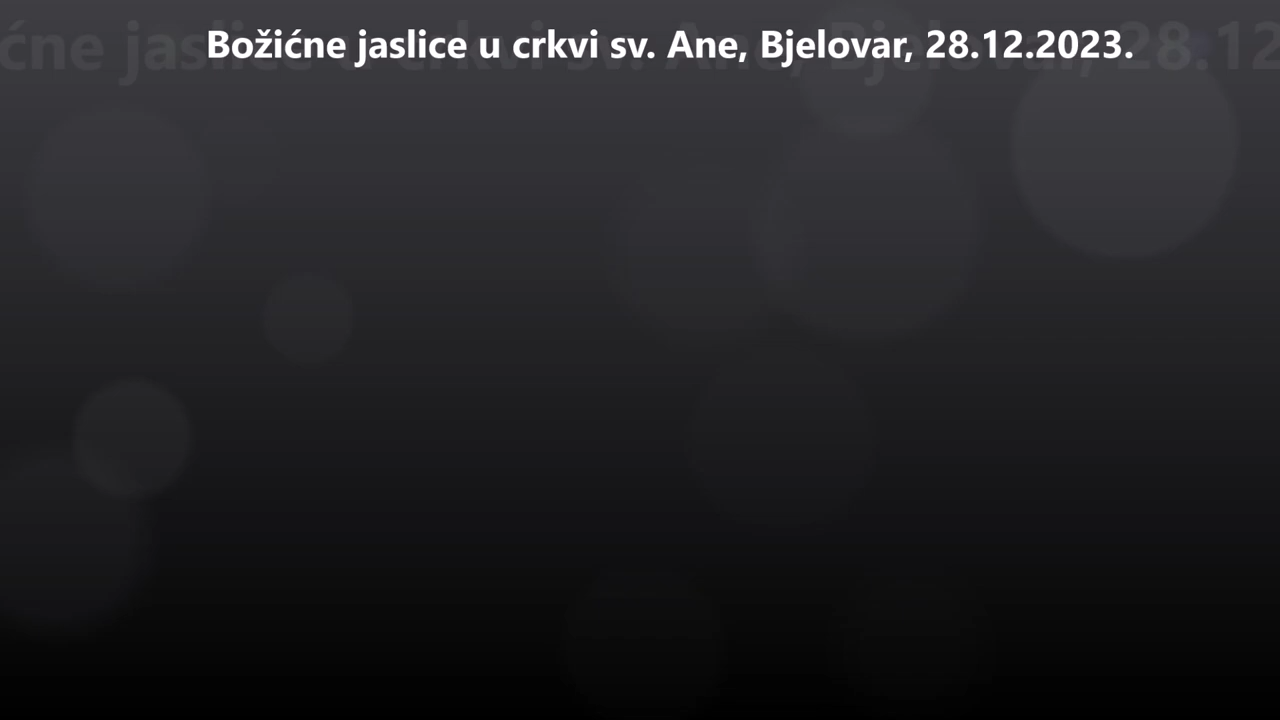 Božićne jaslice u crkvi sv. Ane, Bjelovar, 28.12.2023.